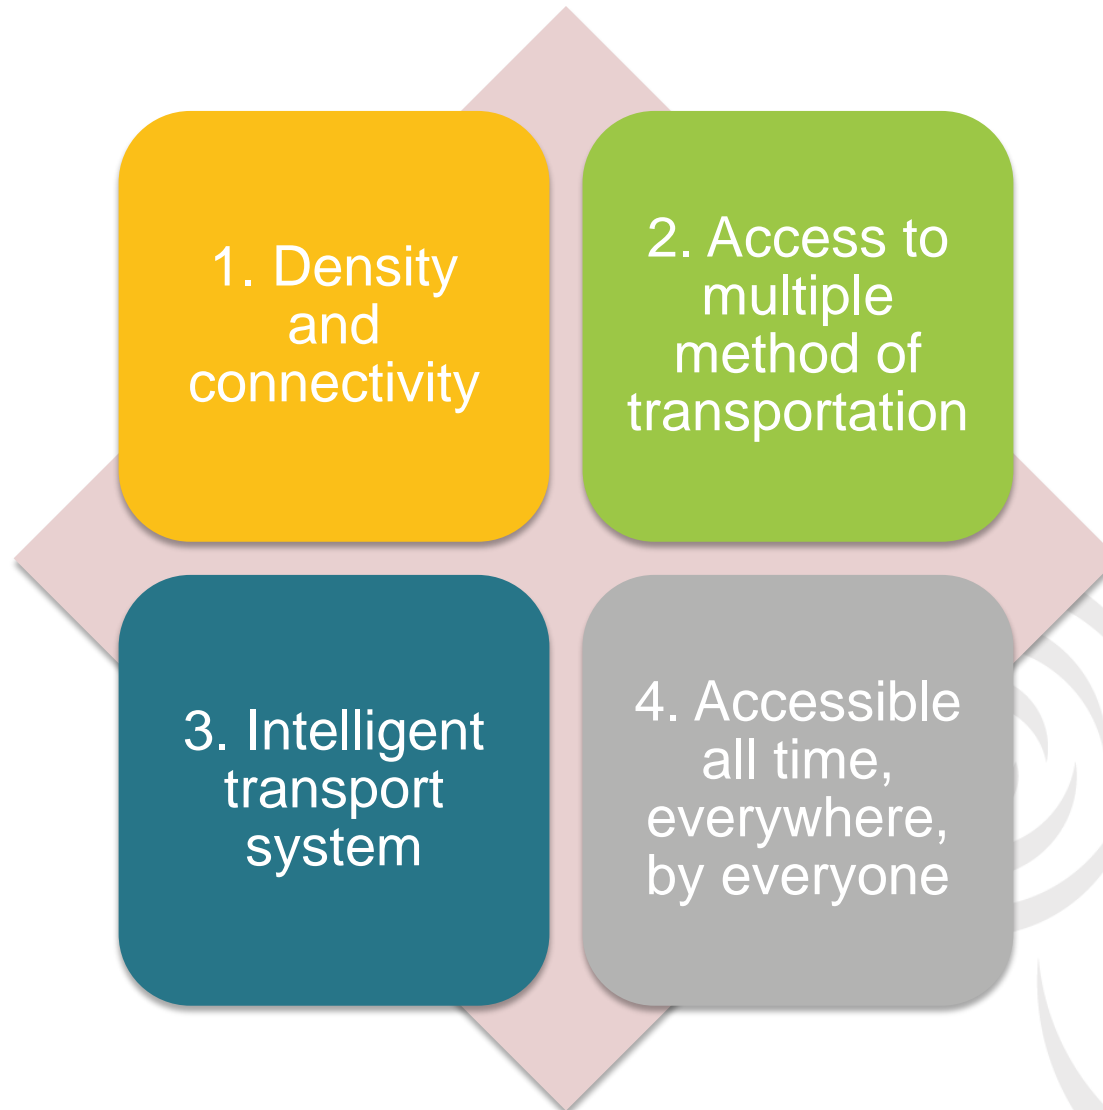 1. Density
and
connectivity
2. Access to
multiple
method of
transportation
3. Intelligent
transport
system
4. Accessible
all time,
everywhere,
by everyone